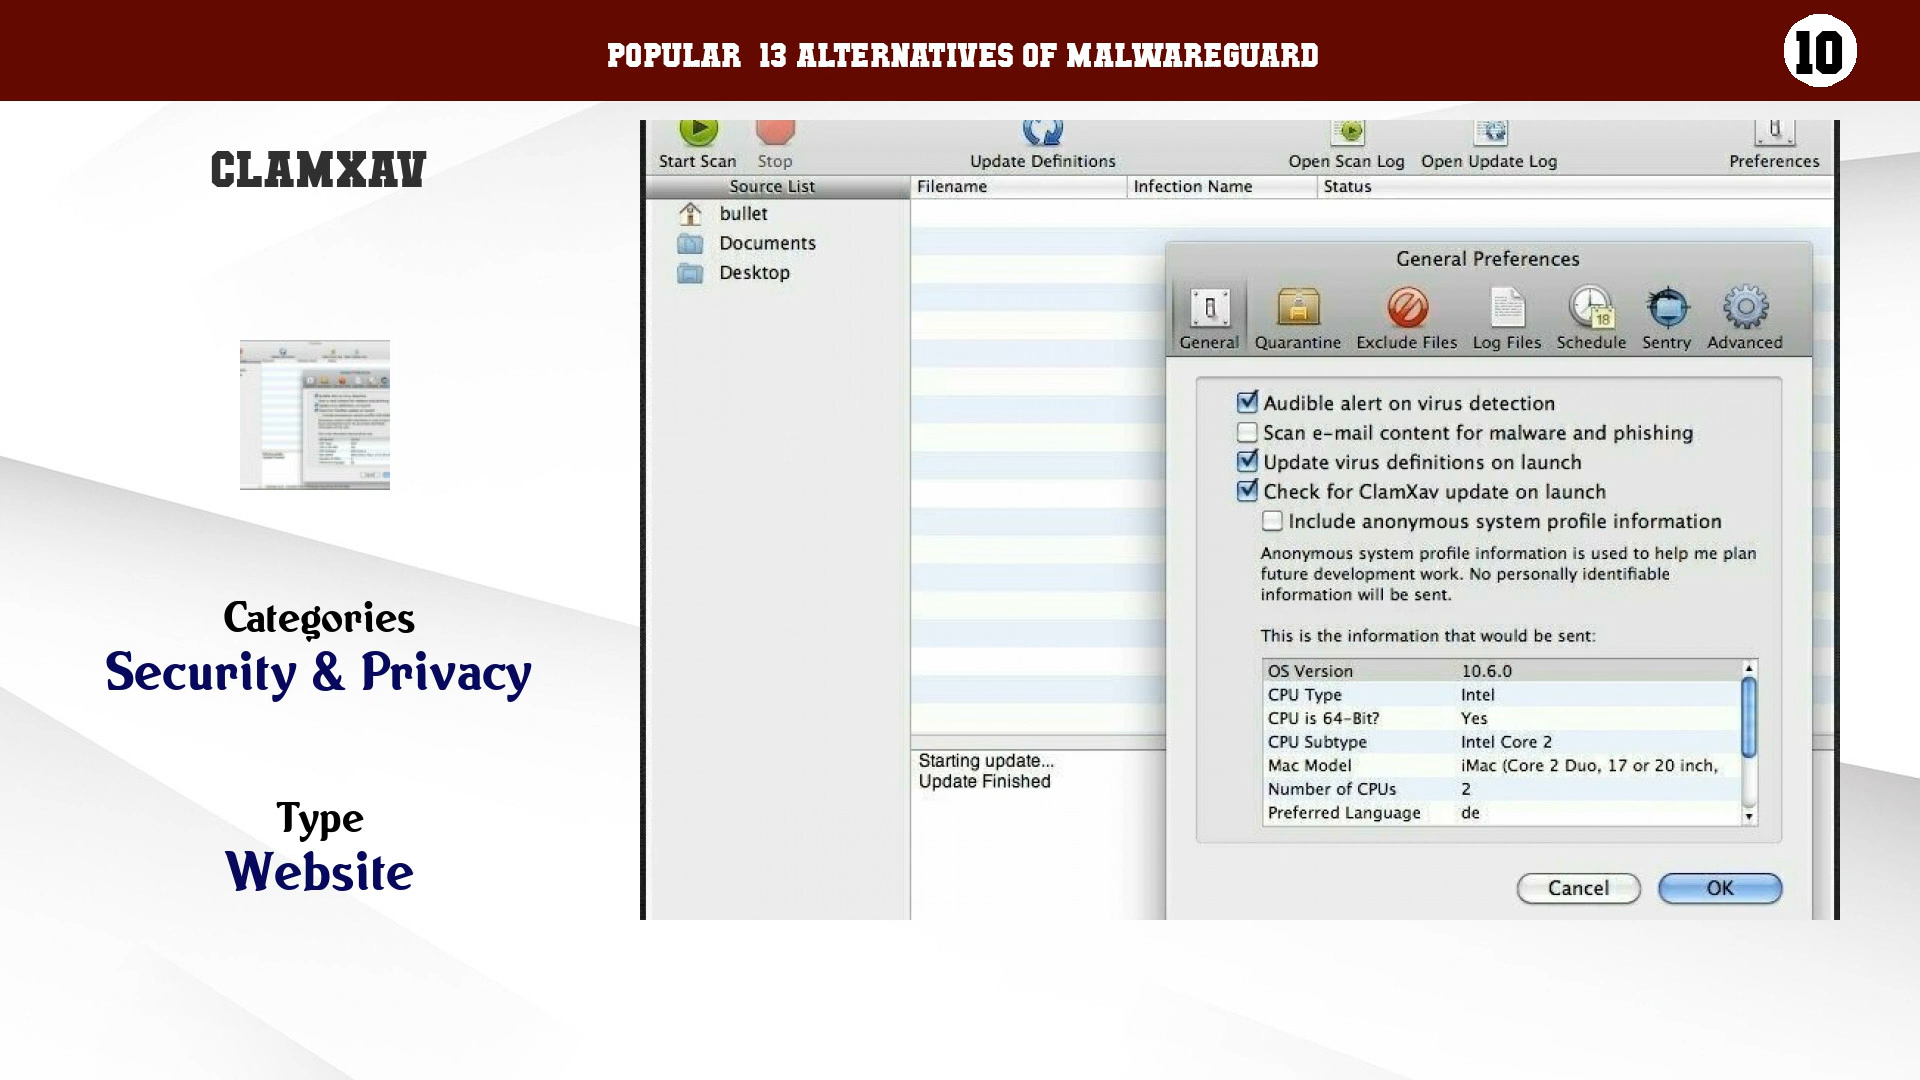 POPULAR 13 ALTERNATIVES OF MALWAREGUARD
10
CLAMXAV
Categories
Security & Privacy
Type
Website
Start Scan Stop Update Definitions Open Scan Log Open Update Log Preferences
Source List Filename Infection Name Status
bullet
Documents
Desktop
General Preferences
General Quarantine Exclude Files Log Files Schedule Sentry Advanced
18
Audible alert on virus detection
Scan e-mail content for malware and phishing
Update virus definitions on launch
Check for ClamXav update on launch
Include anonymous system profile information
Anonymous system profile information is used to help me plan
future development work. No personally identifiable
information will be sent.
This is the information that would be sent:
OS Version 10.6.0
CPU Type Intel
CPU is 64-Bit? Yes
CPU Subtype Intel Core 2
Mac Model iMac (Core 2 Duo, 17 or 20 inch,
Number of CPUs 2
Preferred Language de
Starting update...
Update Finished
Cancel OK